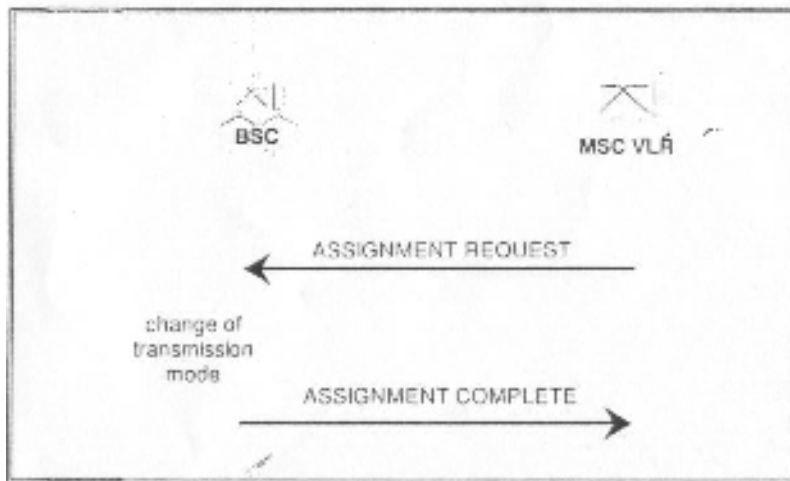 BSC
MSC VLR
ASSIGNMENT REQUEST
change of
transmission
mode
ASSIGNMENT COMPLETE